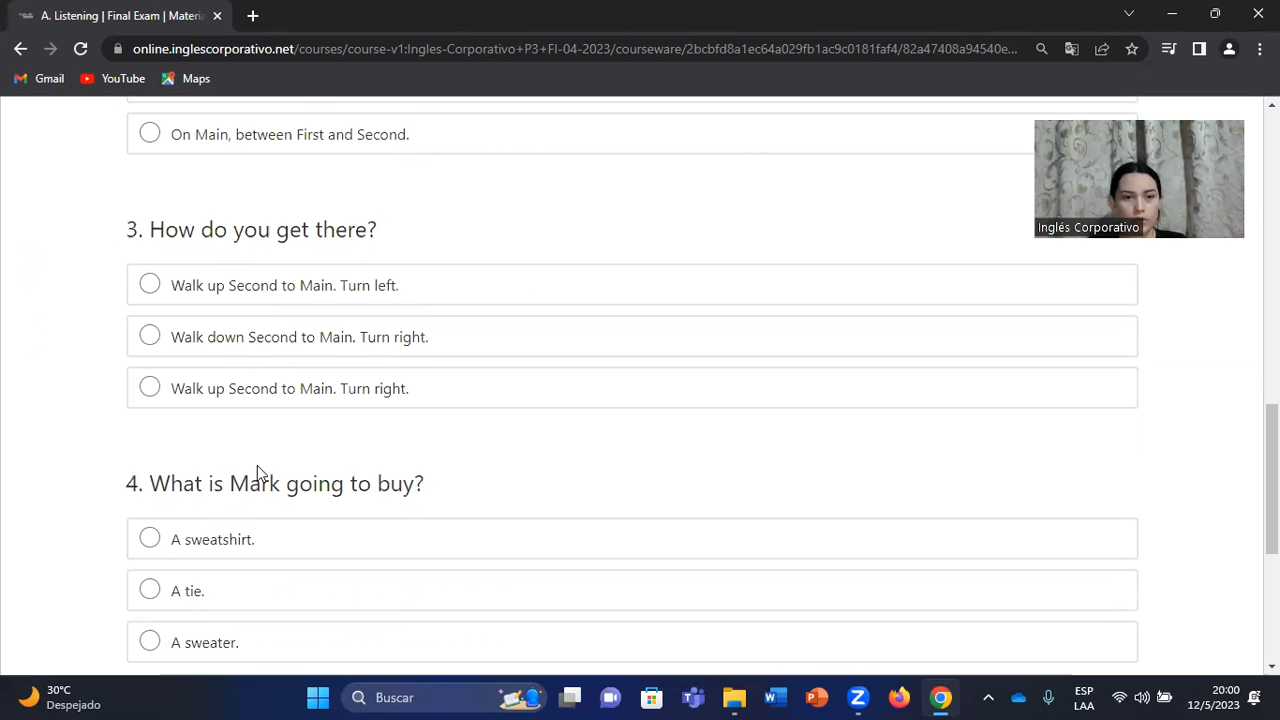 A. Listening | Final Exam | Materia
online.inglescorporativo.net/courses/course-v1:Ingles-Corporativo+P3+FI-04-2023/courseware/2bcbfd8a1ec64a029fb1ac9c0181faf4/82a47408a94540e...
Gmail YouTube Maps
On Main, between First and Second.
Inglés Corporativo
3. How do you get there?
Walk up Second to Main. Turn left.
Walk down Second to Main. Turn right.
Walk up Second to Main. Turn right.
4. What is Mark going to buy?
A sweatshirt.
A tie.
A sweater.
30°C
Despejado
Buscar
ESP
LAA
20:00
12/5/2023